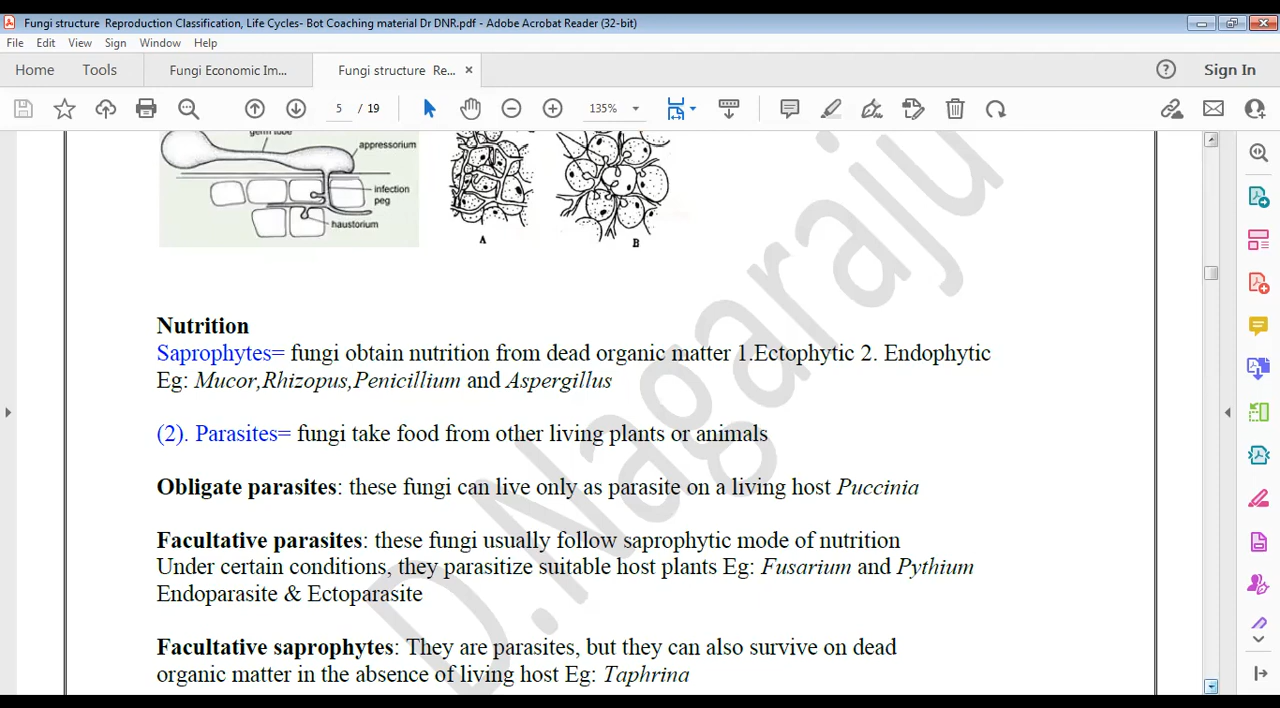 Fungi structure Reproduction Classification, Life Cycles- Bot Coaching material Dr DNR.pdf - Adobe Acrobat Reader (32-bit)
File Edit View Sign Window Help
Home Tools Fungi Economic Im... Fungi structure Re... × Sign In
5 / 19 135%
germ tube
appressorium
infection
peg
haustorium
A B
Nutrition
Saprophytes= fungi obtain nutrition from dead organic matter 1.Ectophytic 2. Endophytic
Eg: Mucor,Rhizopus,Penicillium and Aspergillus
(2). Parasites= fungi take food from other living plants or animals
Obligate parasites: these fungi can live only as parasite on a living host Puccinia
Facultative parasites: these fungi usually follow saprophytic mode of nutrition
Under certain conditions, they parasitize suitable host plants Eg: Fusarium and Pythium
Endoparasite & Ectoparasite
Facultative saprophytes: They are parasites, but they can also survive on dead
organic matter in the absence of living host Eg: Taphrina
D.Nagaraju